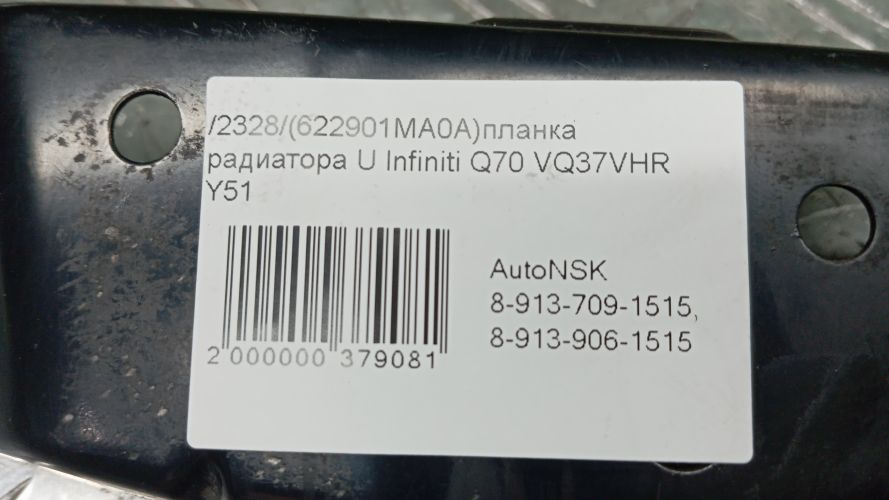 /2328/(622901MA0A)планка
радиатора U Infiniti Q70 VQ37VHR
Y51
AutoNSK
8-913-709-1515,
8-913-906-1515
2 000000 379081